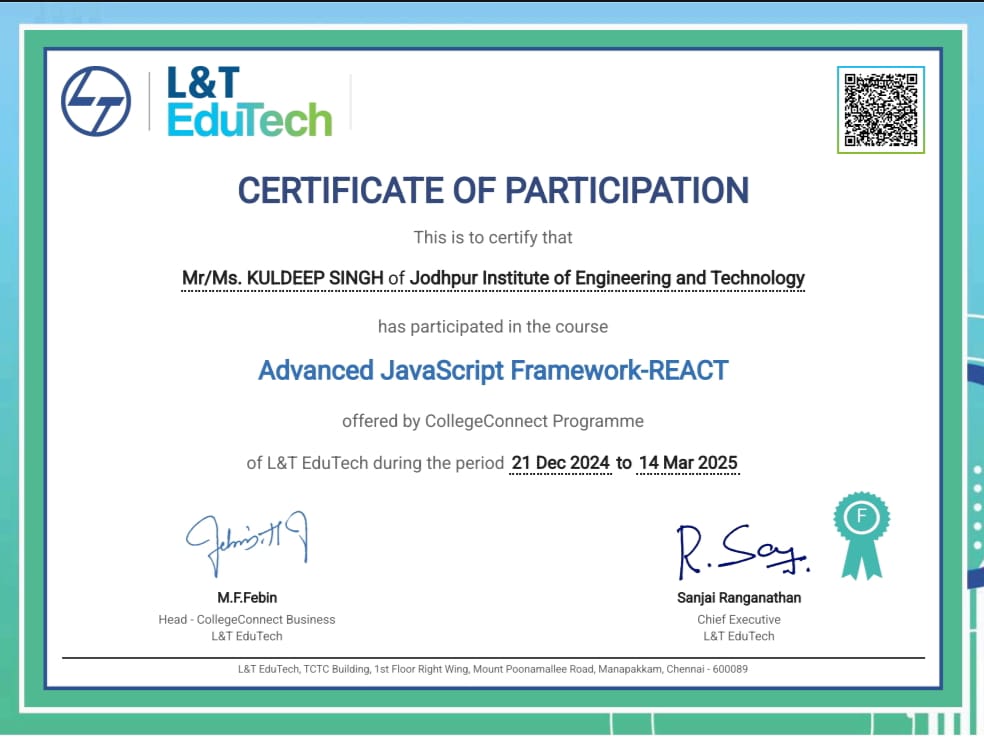 L&T
EduTech
CERTIFICATE OF PARTICIPATION
This is to certify that
Mr/Ms. KULDEEP SINGH of Jodhpur Institute of Engineering and Technology
has participated in the course
Advanced JavaScript Framework-REACT
offered by CollegeConnect Programme
of L&T EduTech during the period 21 Dec 2024 to 14 Mar 2025
F
R. Say.
M.F.Febin
Head - CollegeConnect Business
L&T EduTech
Sanjai Ranganathan
Chief Executive
L&T EduTech
L&T EduTech, TCTC Building, 1st Floor Right Wing, Mount Poonamallee Road, Manapakkam, Chennai - 600089